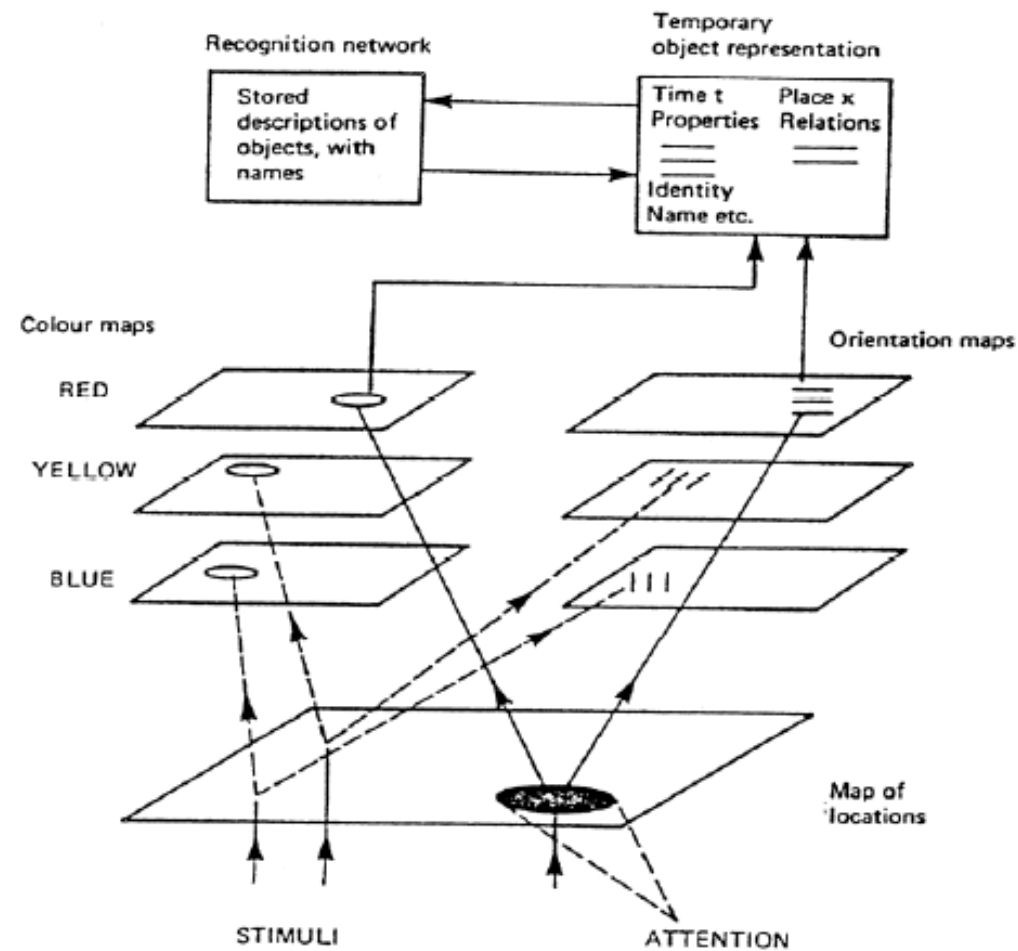 Recognition network
Stored
descriptions of
objects, with
names
Temporary
object representation
Time t Place x
Properties Relations
Identity
Name etc.
Colour maps
Orientation maps
RED
YELLOW
BLUE
Map of
locations
STIMULI
ATTENTION